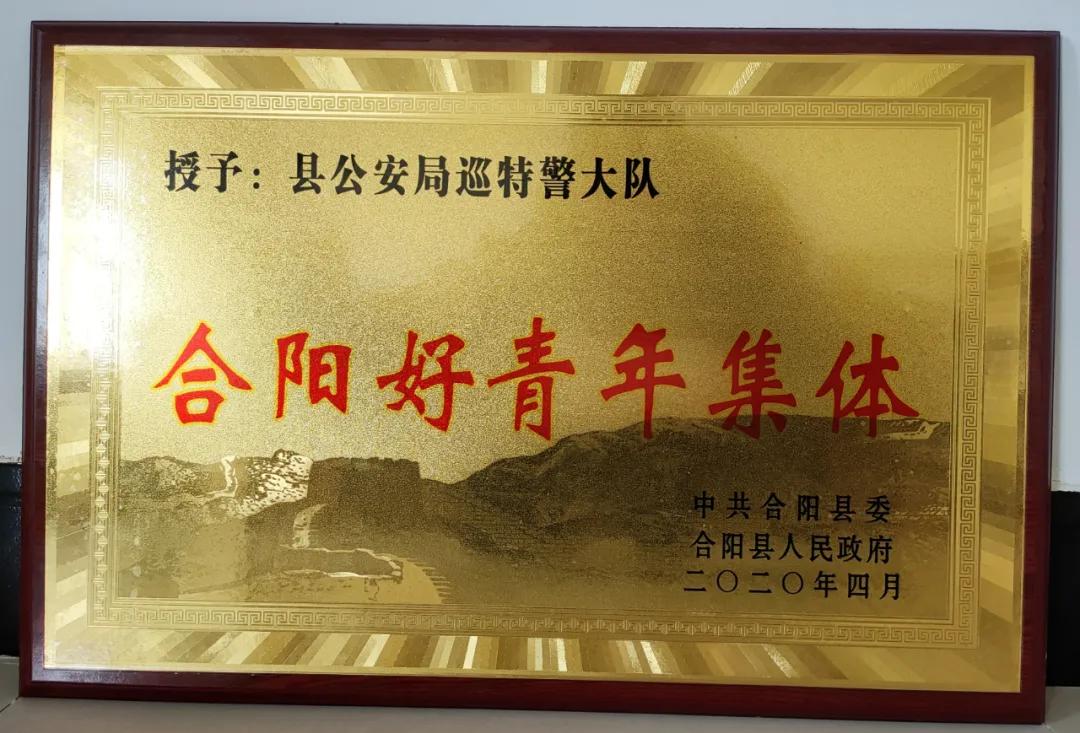 授予：县公安局巡特警大队
合阳好青年集体
中共合阳县委
合阳县人民政府
二〇二〇年四月